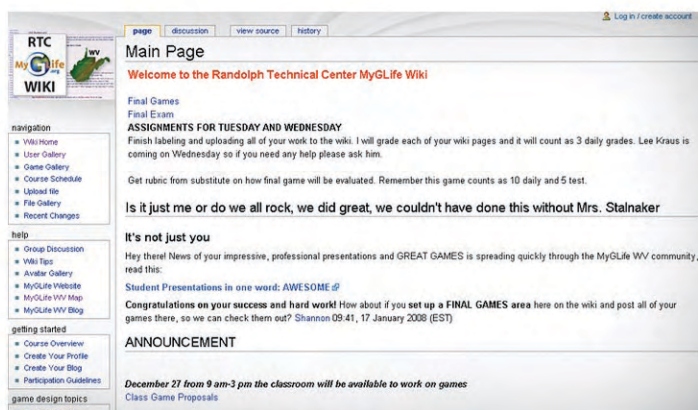 Log in / create account
page discussion view source history
RTC
MyGlife
.org
WV
WIKI
Main Page
Welcome to the Randolph Technical Center MyGLife Wiki
Final Games
Final Exam
ASSIGNMENTS FOR TUESDAY AND WEDNESDAY
Finish labeling and uploading all of your work to the wiki. I will grade each of your wiki pages and it will count as 3 daily grades. Lee Kraus is
coming on Wednesday so if you need any help please ask him.
Get rubric from substitute on how final game will be evaluated. Remember this game counts as 10 daily and 5 test.
Is it just me or do we all rock, we did great, we couldn't have done this without Mrs. Stalnaker
It's not just you
Hey there! News of your impressive, professional presentations and GREAT GAMES is spreading quickly through the MyGLife WV community,
read this:
Student Presentations in one word: AWESOME
Congratulations on your success and hard work! How about if you set up a FINAL GAMES area here on the wiki and post all of your
games there, so we can check them out? Shannon 09:41, 17 January 2008 (EST)
ANNOUNCEMENT
December 27 from 9 am-3 pm the classroom will be available to work on games
Class Game Proposals
navigation
Wiki Home
User Gallery
Game Gallery
Course Schedule
Upload file
File Gallery
Recent Changes
help
Group Discussion
Wiki Tips
Avatar Gallery
MyGLife Website
MyGLife WV Map
MyGLife WV Blog
getting started
Course Overview
Create Your Profile
Create Your Blog
Participation Guidelines
game design topics